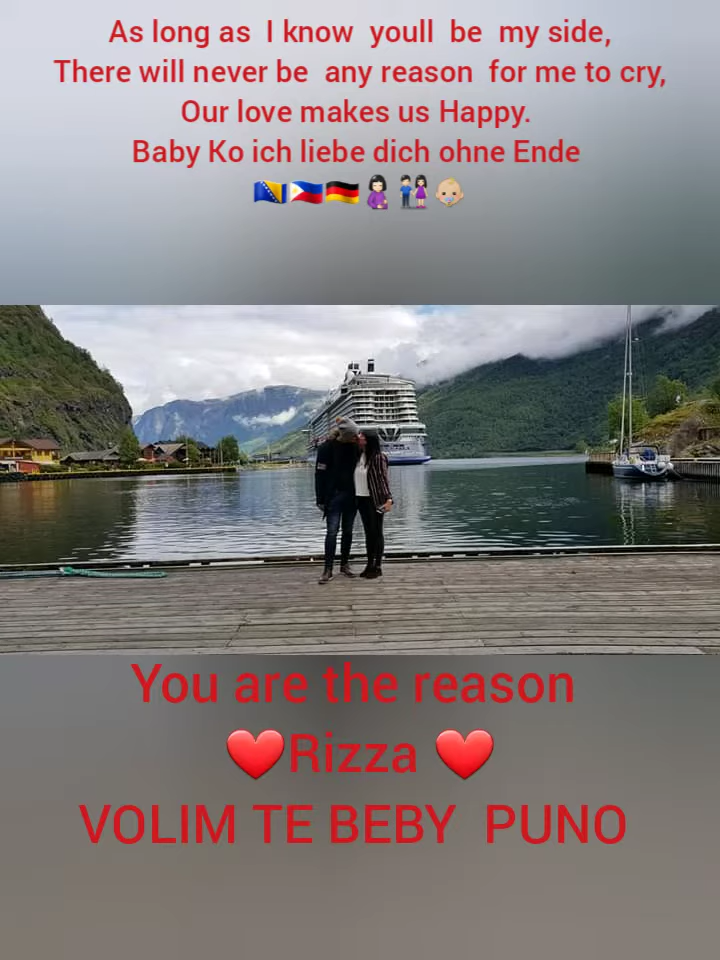 As long as I know youll be my side,
There will never be any reason for me to cry,
Our love makes us Happy.
Baby Ko ich liebe dich ohne Ende
🇧🇦🇵🇭🇩🇪🤰🏻👫🏻👶🏼
You are the reason
❤️Rizza ❤️
VOLIM TE BEBY PUNO